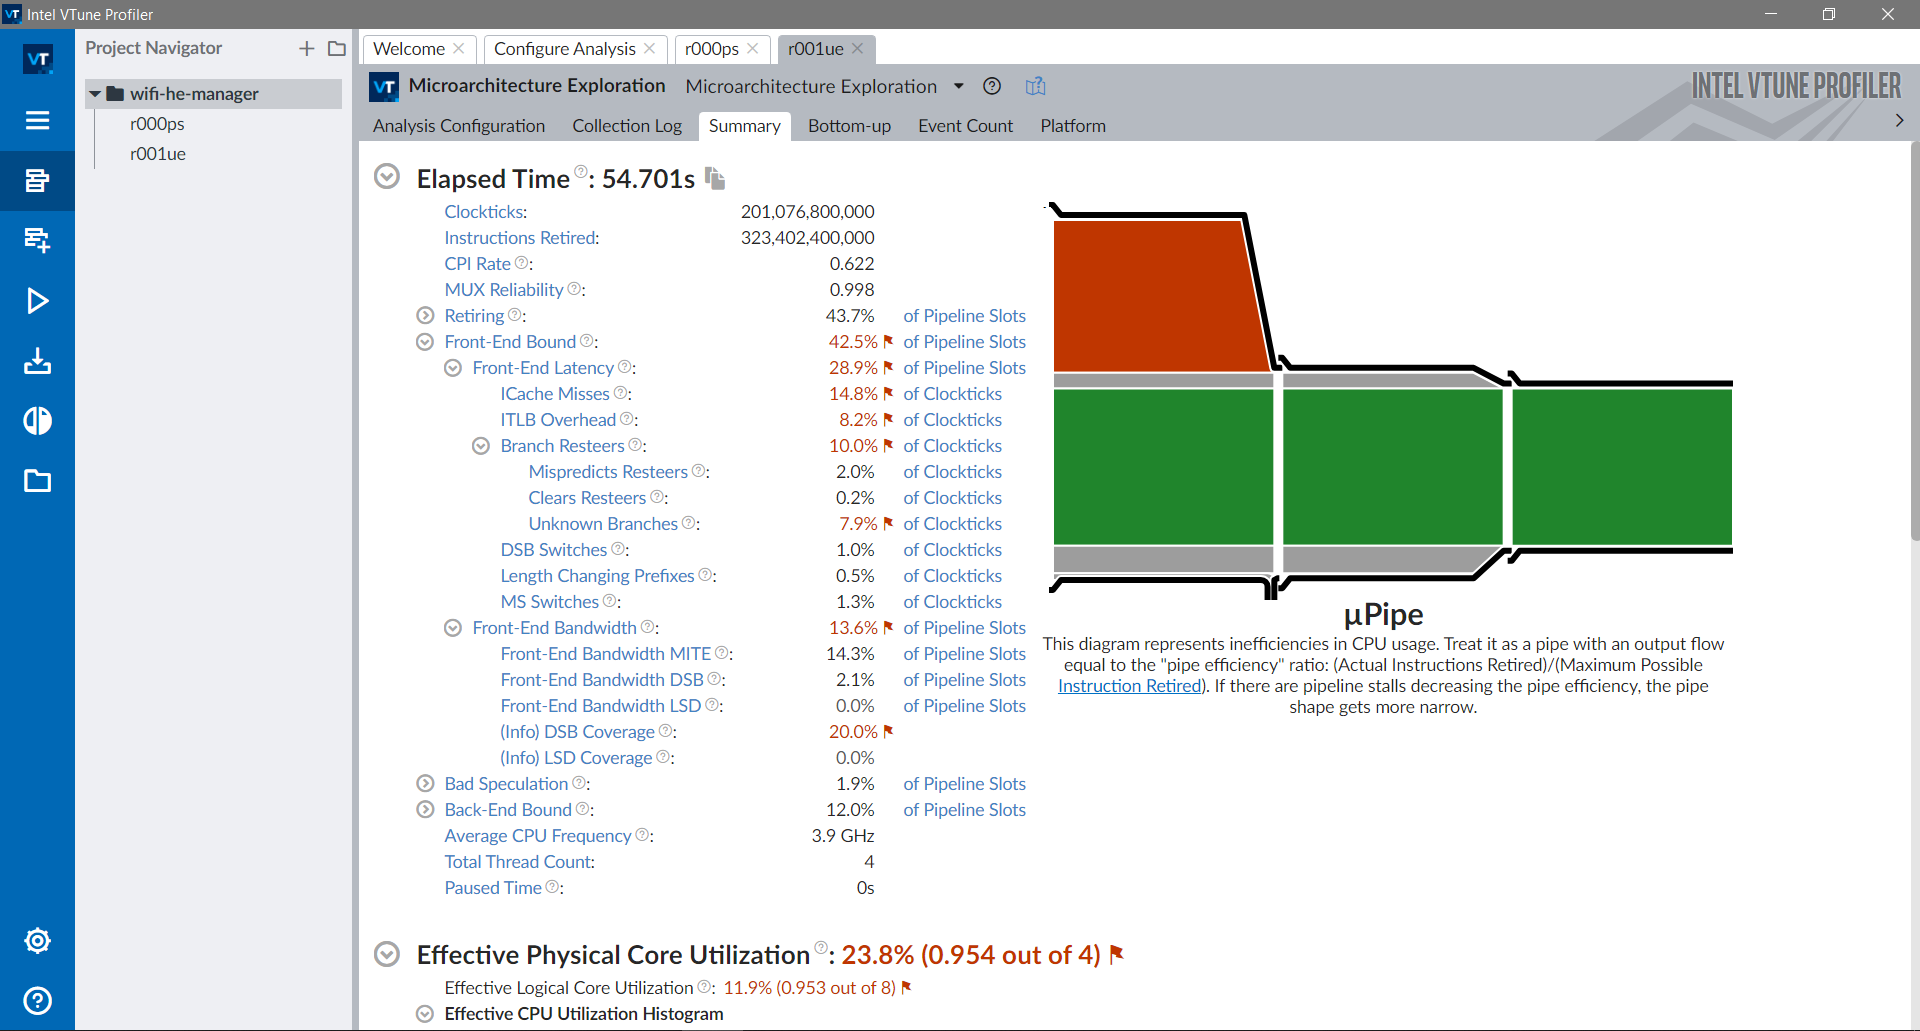 VT Intel VTune Profiler
VT
Project Navigator
wifi-he-manager
r000ps
r001ue
Welcome
Configure Analysis
r000ps
r001ue
VT Microarchitecture Exploration Microarchitecture Exploration
INTEL VTUNE PROFILER
Analysis Configuration Collection Log Summary Bottom-up Event Count Platform
Elapsed Time: 54.701s
Clockticks: 201,076,800,000
Instructions Retired: 323,402,400,000
CPI Rate: 0.622
MUX Reliability: 0.998
Retiring: 43.7% of Pipeline Slots
Front-End Bound: 42.5% of Pipeline Slots
Front-End Latency: 28.9% of Pipeline Slots
ICache Misses: 14.8% of Clockticks
ITLB Overhead: 8.2% of Clockticks
Branch Resteers: 10.0% of Clockticks
Mispredicts Resteers: 2.0% of Clockticks
Clears Resteers: 0.2% of Clockticks
Unknown Branches: 7.9% of Clockticks
DSB Switches: 1.0% of Clockticks
Length Changing Prefixes: 0.5% of Clockticks
MS Switches: 1.3% of Clockticks
Front-End Bandwidth: 13.6% of Pipeline Slots
Front-End Bandwidth MITE: 14.3% of Pipeline Slots
Front-End Bandwidth DSB: 2.1% of Pipeline Slots
Front-End Bandwidth LSD: 0.0% of Pipeline Slots
(Info) DSB Coverage: 20.0%
(Info) LSD Coverage: 0.0%
Bad Speculation: 1.9% of Pipeline Slots
Back-End Bound: 12.0% of Pipeline Slots
Average CPU Frequency: 3.9 GHz
Total Thread Count: 4
Paused Time: 0s
µPipe
This diagram represents inefficiencies in CPU usage. Treat it as a pipe with an output flow
equal to the "pipe efficiency" ratio: (Actual Instructions Retired)/(Maximum Possible
Instruction Retired). If there are pipeline stalls decreasing the pipe efficiency, the pipe
shape gets more narrow.
Effective Physical Core Utilization: 23.8% (0.954 out of 4)
Effective Logical Core Utilization: 11.9% (0.953 out of 8)
Effective CPU Utilization Histogram